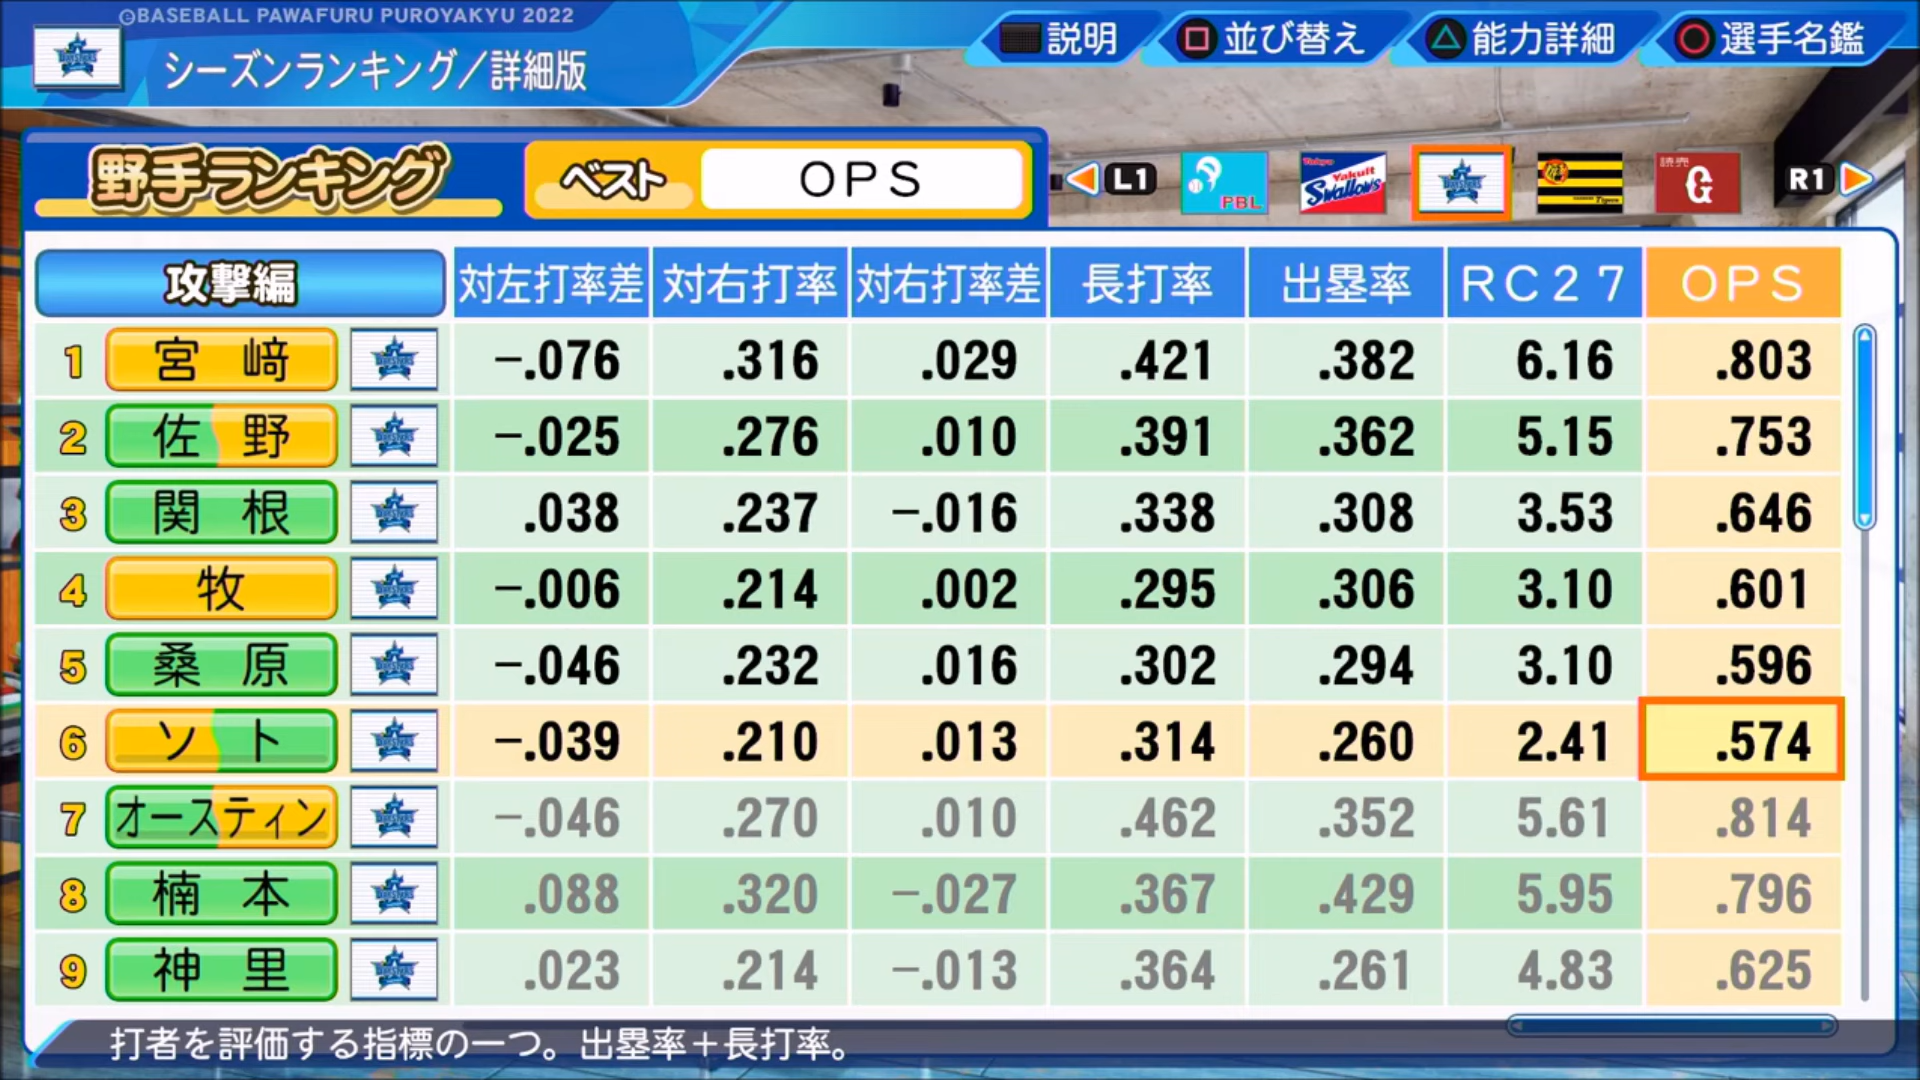 ©BASEBALL PAWAFURU PUROYAKYU 2022
シーズンランキング／詳細版
説明 並び替え 能力詳細 選手名鑑
野手ランキング ベスト OPS
L1 PBL Tokyo Yakult Swallows Tigers 読売 G R1
攻撃編 対左打率差 対右打率 対右打率差 長打率 出塁率 RC27 OPS
1 宮﨑 -.076 .316 .029 .421 .382 6.16 .803
2 佐野 -.025 .276 .010 .391 .362 5.15 .753
3 関根 .038 .237 -.016 .338 .308 3.53 .646
4 牧 -.006 .214 .002 .295 .306 3.10 .601
5 桑原 -.046 .232 .016 .302 .294 3.10 .596
6 ソト -.039 .210 .013 .314 .260 2.41 .574
7 オースティン -.046 .270 .010 .462 .352 5.61 .814
8 楠本 .088 .320 -.027 .367 .429 5.95 .796
9 神里 .023 .214 -.013 .364 .261 4.83 .625
打者を評価する指標の一つ。出塁率＋長打率。